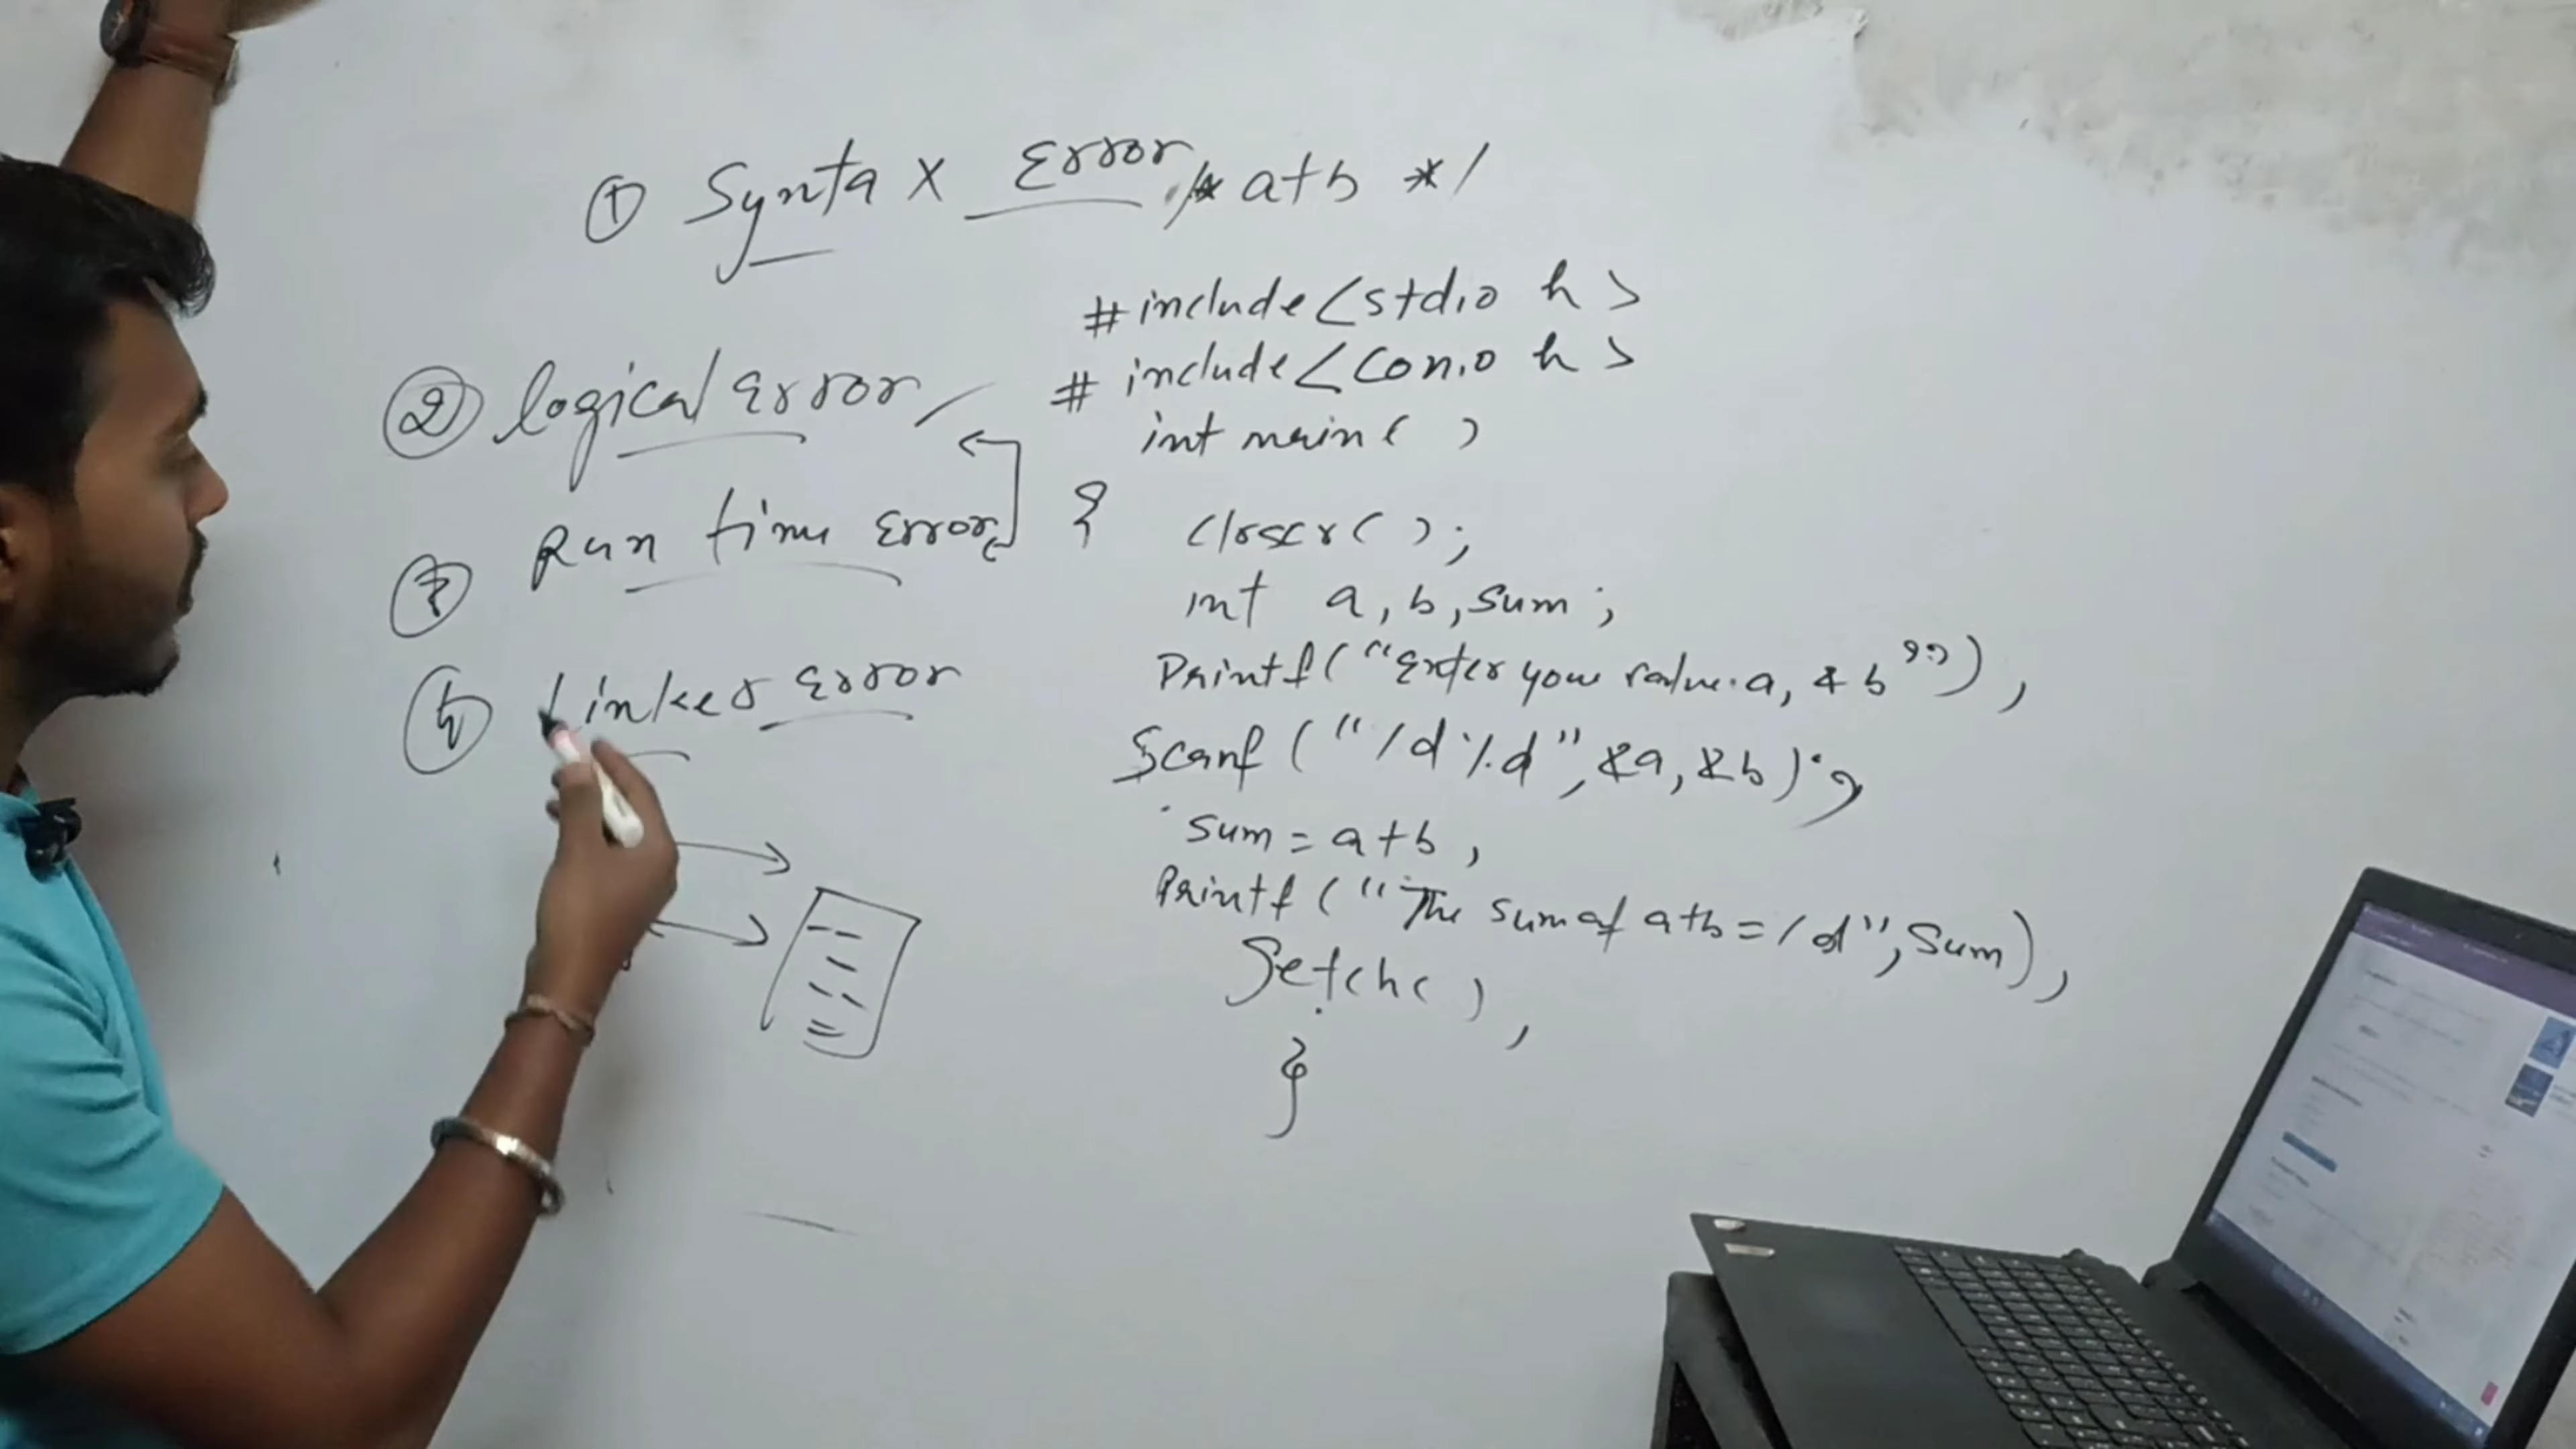 ① Syntax Error
/* a+b */
② logical Error
③ Run time Error
④ Linker Error
#include<stdio h>
# include<conio h>
int main( )
{
clrscr( );
int a, b, sum;
Printf("Enter your value a, & b"),
Scanf ("/d %d", &a, &b);
sum = a+b,
Printf ("The sum of a+b = /d", Sum),
getch( ),
}